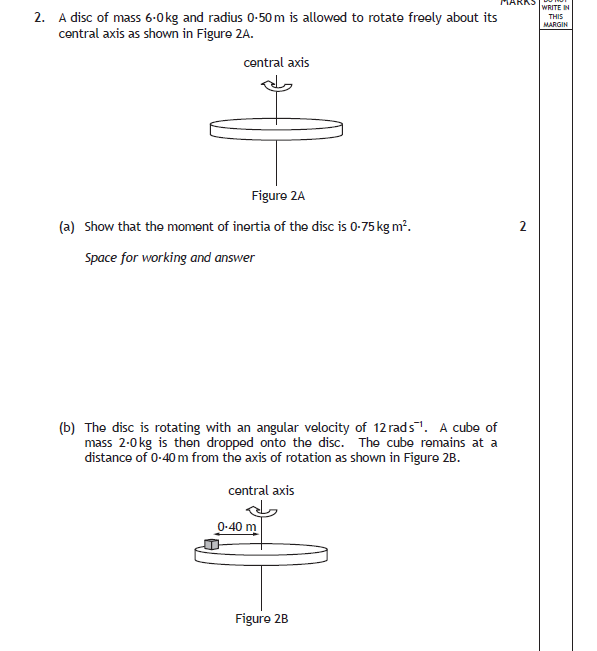 MARKS
WRITE IN
THIS
MARGIN
2. A disc of mass 6·0 kg and radius 0·50 m is allowed to rotate freely about its
central axis as shown in Figure 2A.
central axis
Figure 2A
(a) Show that the moment of inertia of the disc is 0·75 kg m². 2
Space for working and answer
(b) The disc is rotating with an angular velocity of 12 rad s⁻¹. A cube of
mass 2·0 kg is then dropped onto the disc. The cube remains at a
distance of 0·40 m from the axis of rotation as shown in Figure 2B.
central axis
0·40 m
Figure 2B